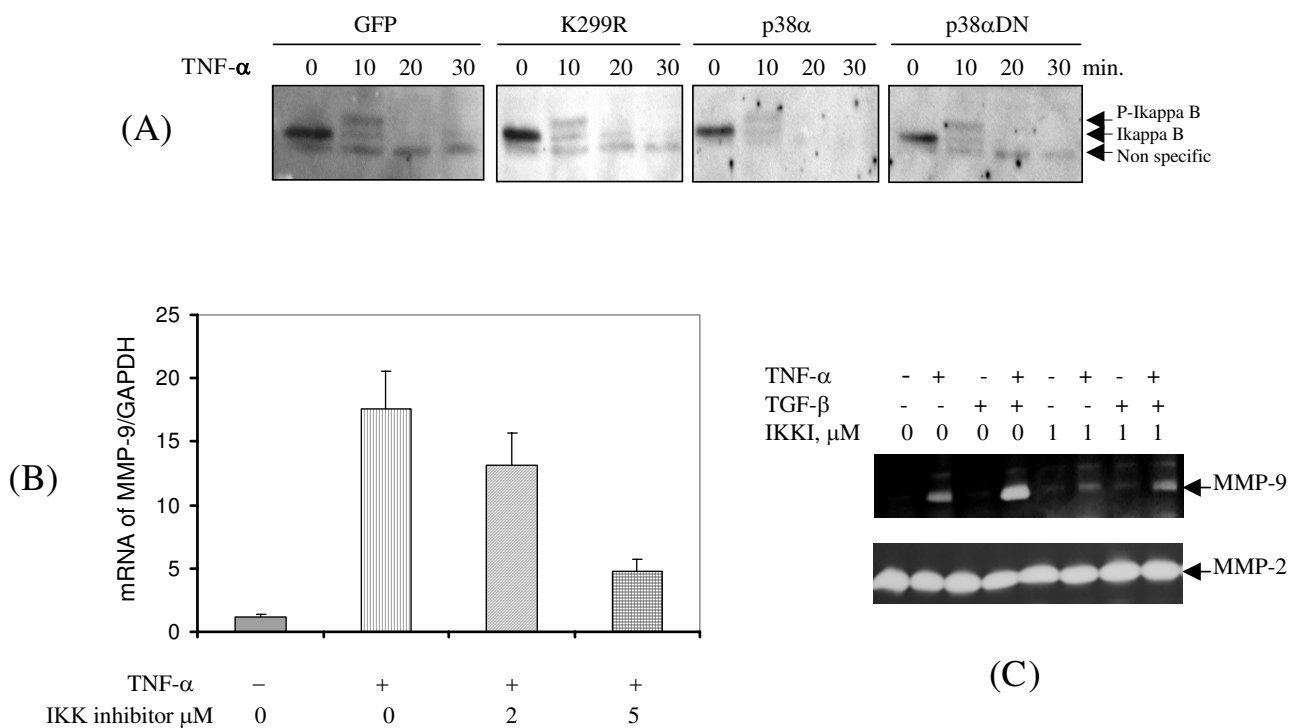 GFP K299R p38α p38αDN
TNF-α 0 10 20 30 0 10 20 30 0 10 20 30 0 10 20 30 min.
(A)
P-Ikappa B
Ikappa B
Non specific
(B)
mRNA of MMP-9/GAPDH
25
20
15
10
5
0
TNF-α − + + +
IKK inhibitor μM 0 0 2 5
TNF-α - + - + - + - +
TGF-β - - + + - - + +
IKKI, μM 0 0 0 0 1 1 1 1
MMP-9
MMP-2
(C)